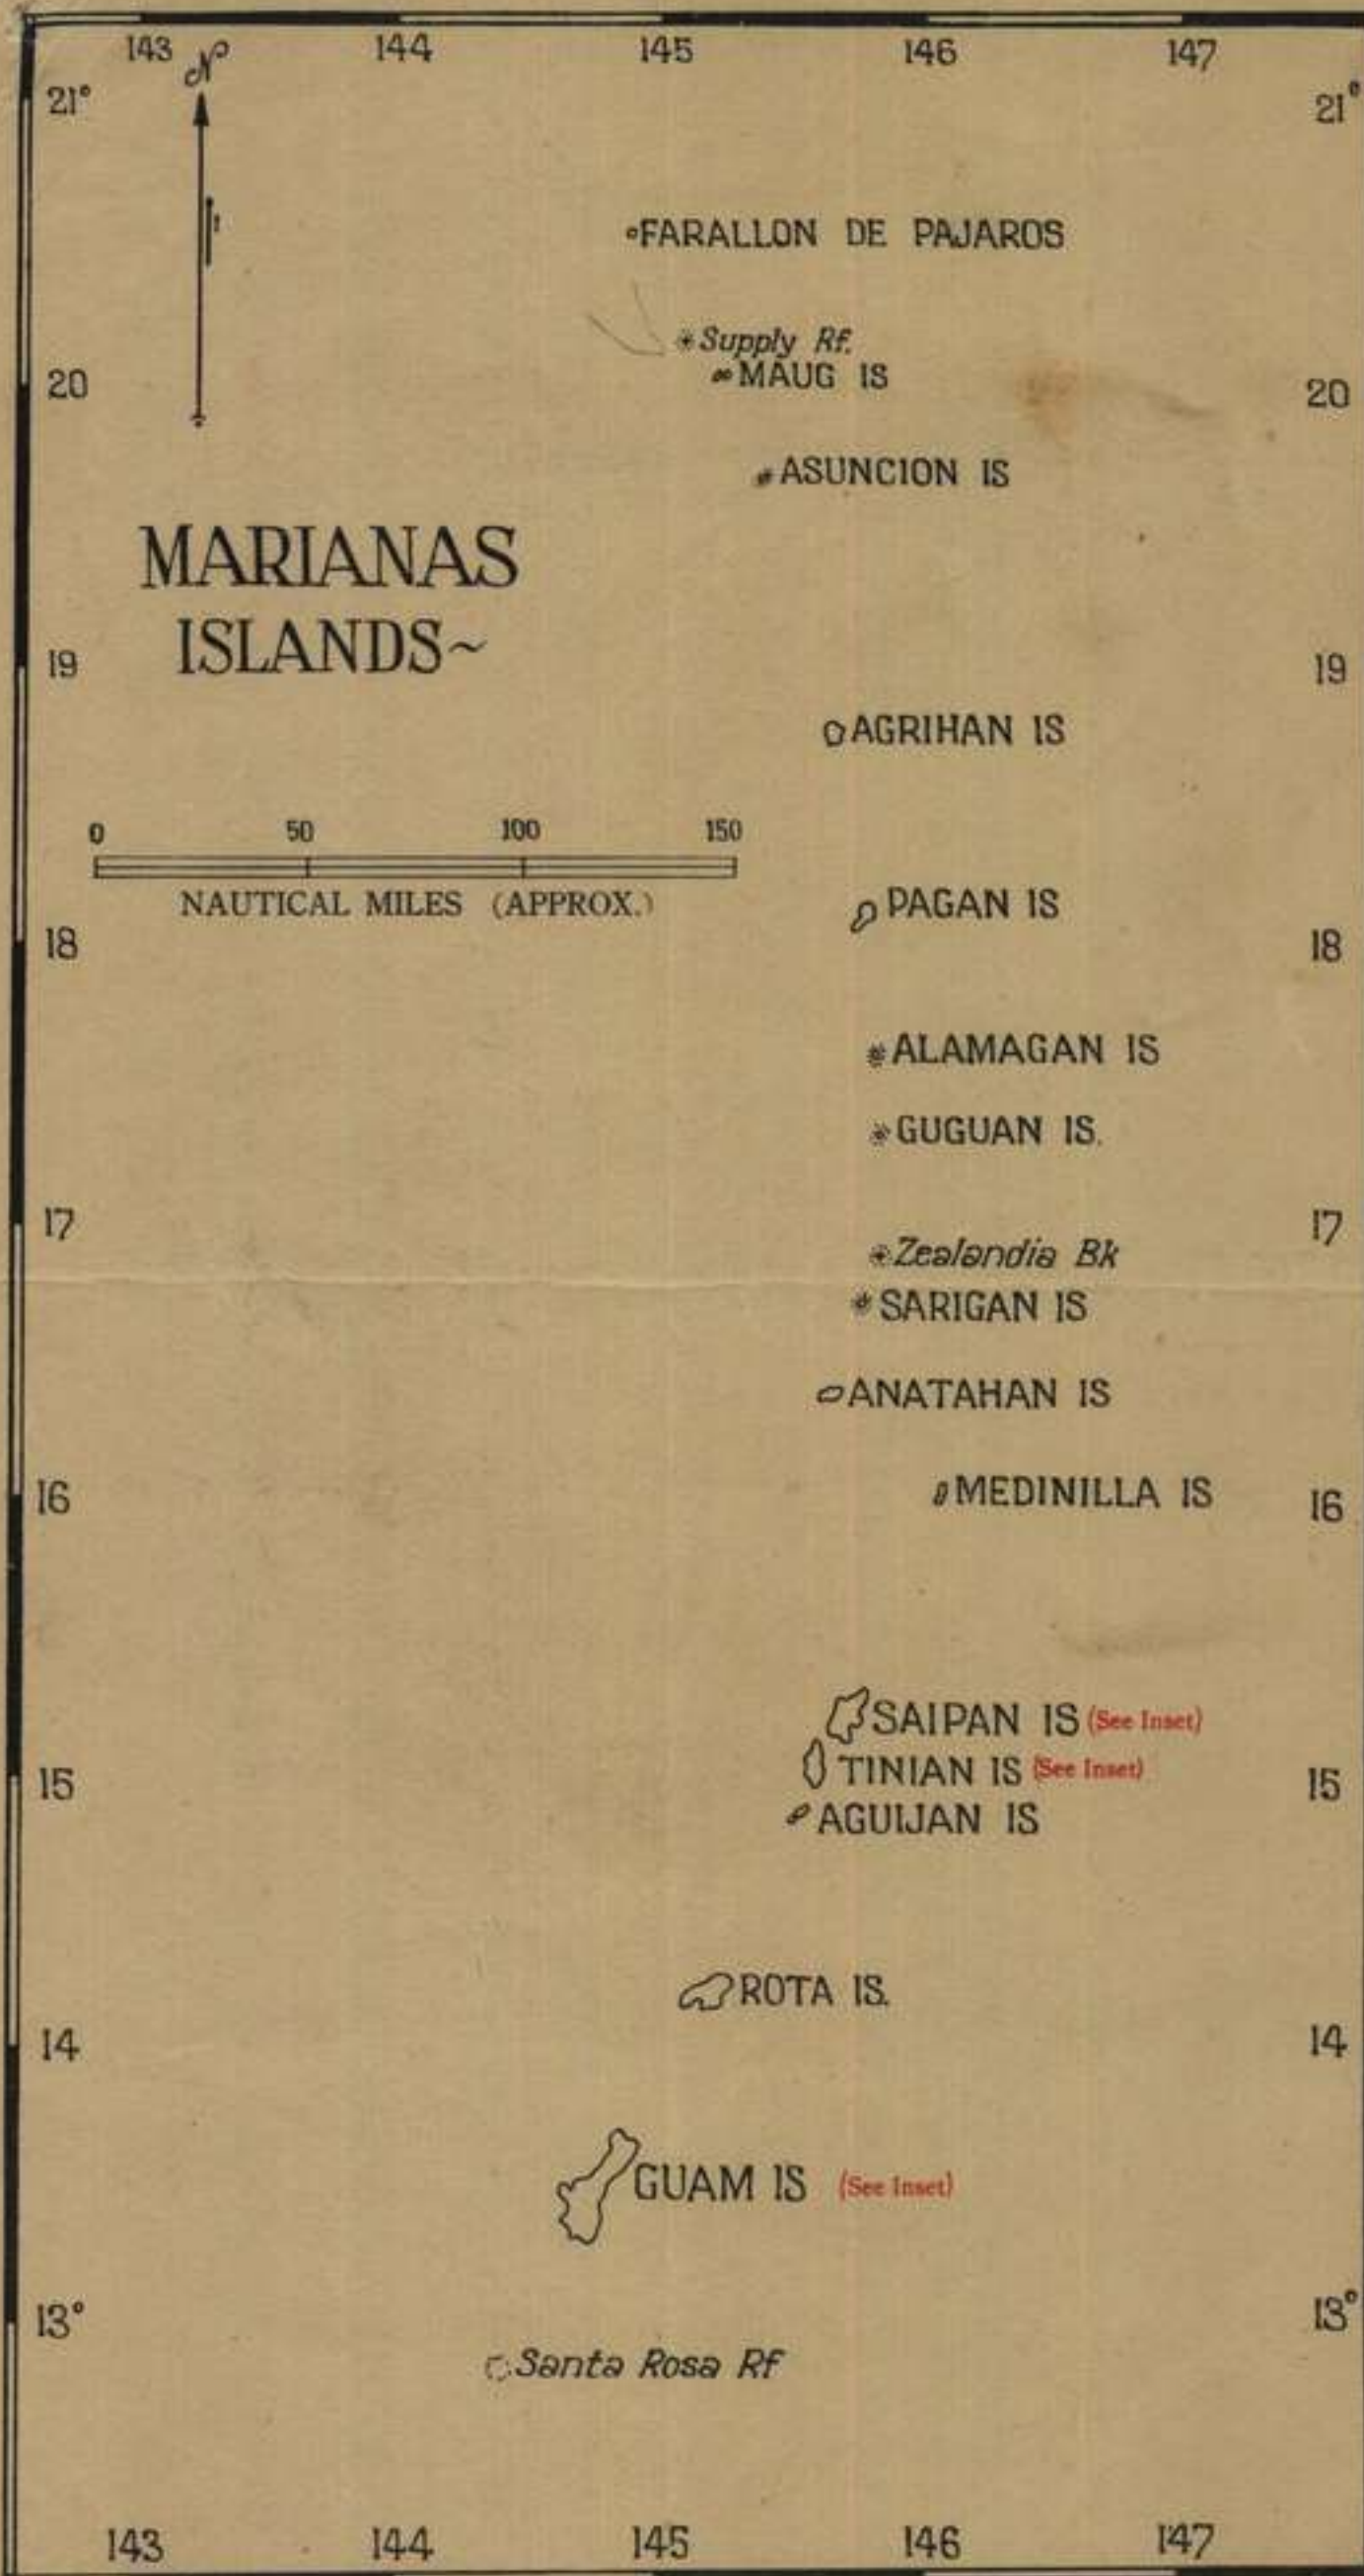 143 144 145 146 147
N
21° 21°
FARALLON DE PAJAROS
Supply Rf.
MAUG IS
20 20
ASUNCION IS
MARIANAS
ISLANDS~
19 19
AGRIHAN IS
0 50 100 150
NAUTICAL MILES (APPROX.)
PAGAN IS
18 18
ALAMAGAN IS
GUGUAN IS.
17 17
Zealandia Bk
SARIGAN IS
ANATAHAN IS
MEDINILLA IS
16 16
SAIPAN IS (See Inset)
TINIAN IS (See Inset)
15 15
AGUIJAN IS
ROTA IS.
14 14
GUAM IS (See Inset)
13° 13°
Santa Rosa Rf
143 144 145 146 147